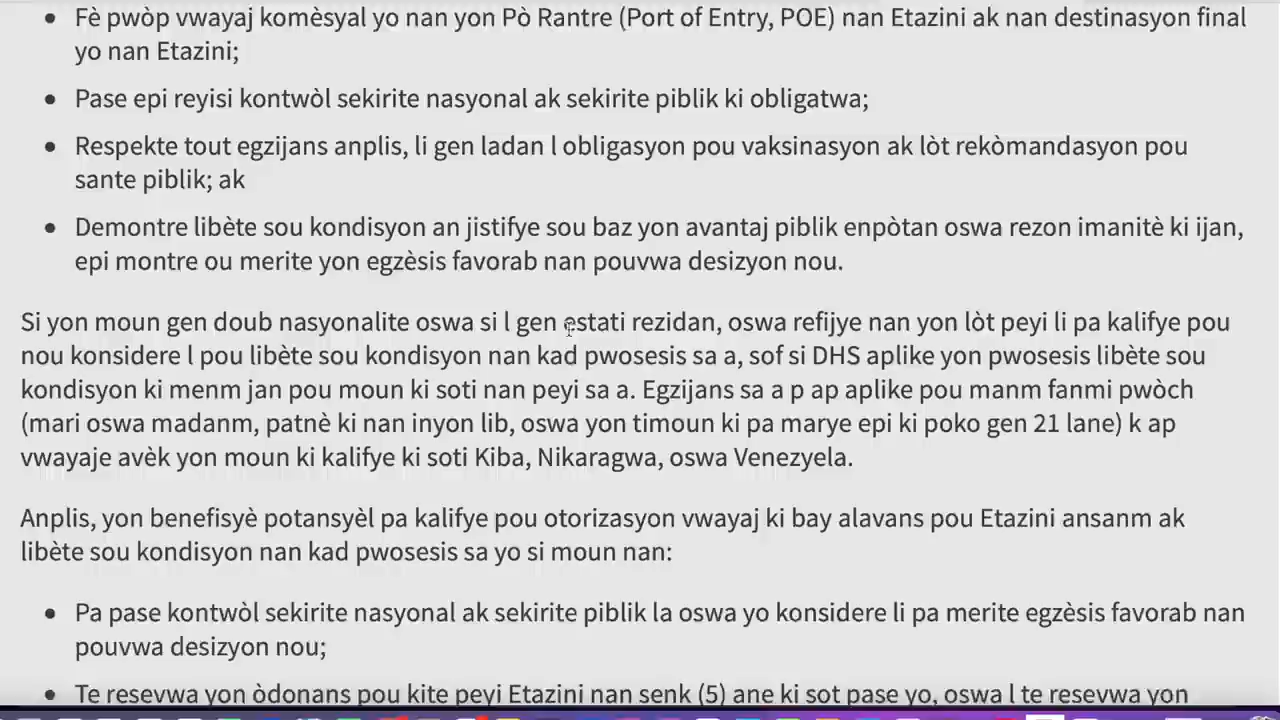 • Fè pwòp vwayaj komèsyal yo nan yon Pò Rantre (Port of Entry, POE) nan Etazini ak nan destinasyon final
yo nan Etazini;
• Pase epi reyisi kontwòl sekirite nasyonal ak sekirite piblik ki obligatwa;
• Respekte tout egzijans anplis, li gen ladan l obligasyon pou vaksinasyon ak lòt rekòmandasyon pou
sante piblik; ak
• Demontre libète sou kondisyon an jistifye sou baz yon avantaj piblik enpòtan oswa rezon imanitè ki ijan,
epi montre ou merite yon egzèsis favorab nan pouvwa desizyon nou.
Si yon moun gen doub nasyonalite oswa si l gen estati rezidan, oswa refijye nan yon lòt peyi li pa kalifye pou
nou konsidere l pou libète sou kondisyon nan kad pwosesis sa a, sof si DHS aplike yon pwosesis libète sou
kondisyon ki menm jan pou moun ki soti nan peyi sa a. Egzijans sa a p ap aplike pou manm fanmi pwòch
(mari oswa madanm, patnè ki nan inyon lib, oswa yon timoun ki pa marye epi ki poko gen 21 lane) k ap
vwayaje avèk yon moun ki kalifye ki soti Kiba, Nikaragwa, oswa Venezyela.
Anplis, yon benefisyè potansyèl pa kalifye pou otorizasyon vwayaj ki bay alavans pou Etazini ansanm ak
libète sou kondisyon nan kad pwosesis sa yo si moun nan:
• Pa pase kontwòl sekirite nasyonal ak sekirite piblik la oswa yo konsidere li pa merite egzèsis favorab nan
pouvwa desizyon nou;
• Te resevwa yon òdonans pou kite peyi Etazini nan senk (5) ane ki sot pase yo, oswa l te resevwa yon